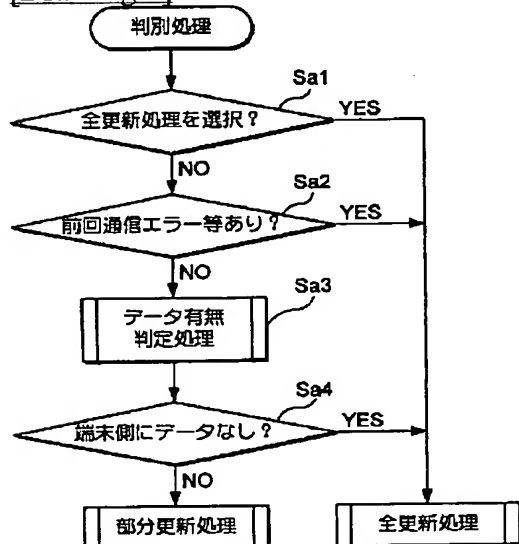 判別処理
Sa1
全更新処理を選択?
YES
NO
Sa2
前回通信エラー等あり?
YES
NO
Sa3
データ有無
判定処理
Sa4
端末側にデータなし?
YES
NO
部分更新処理
全更新処理